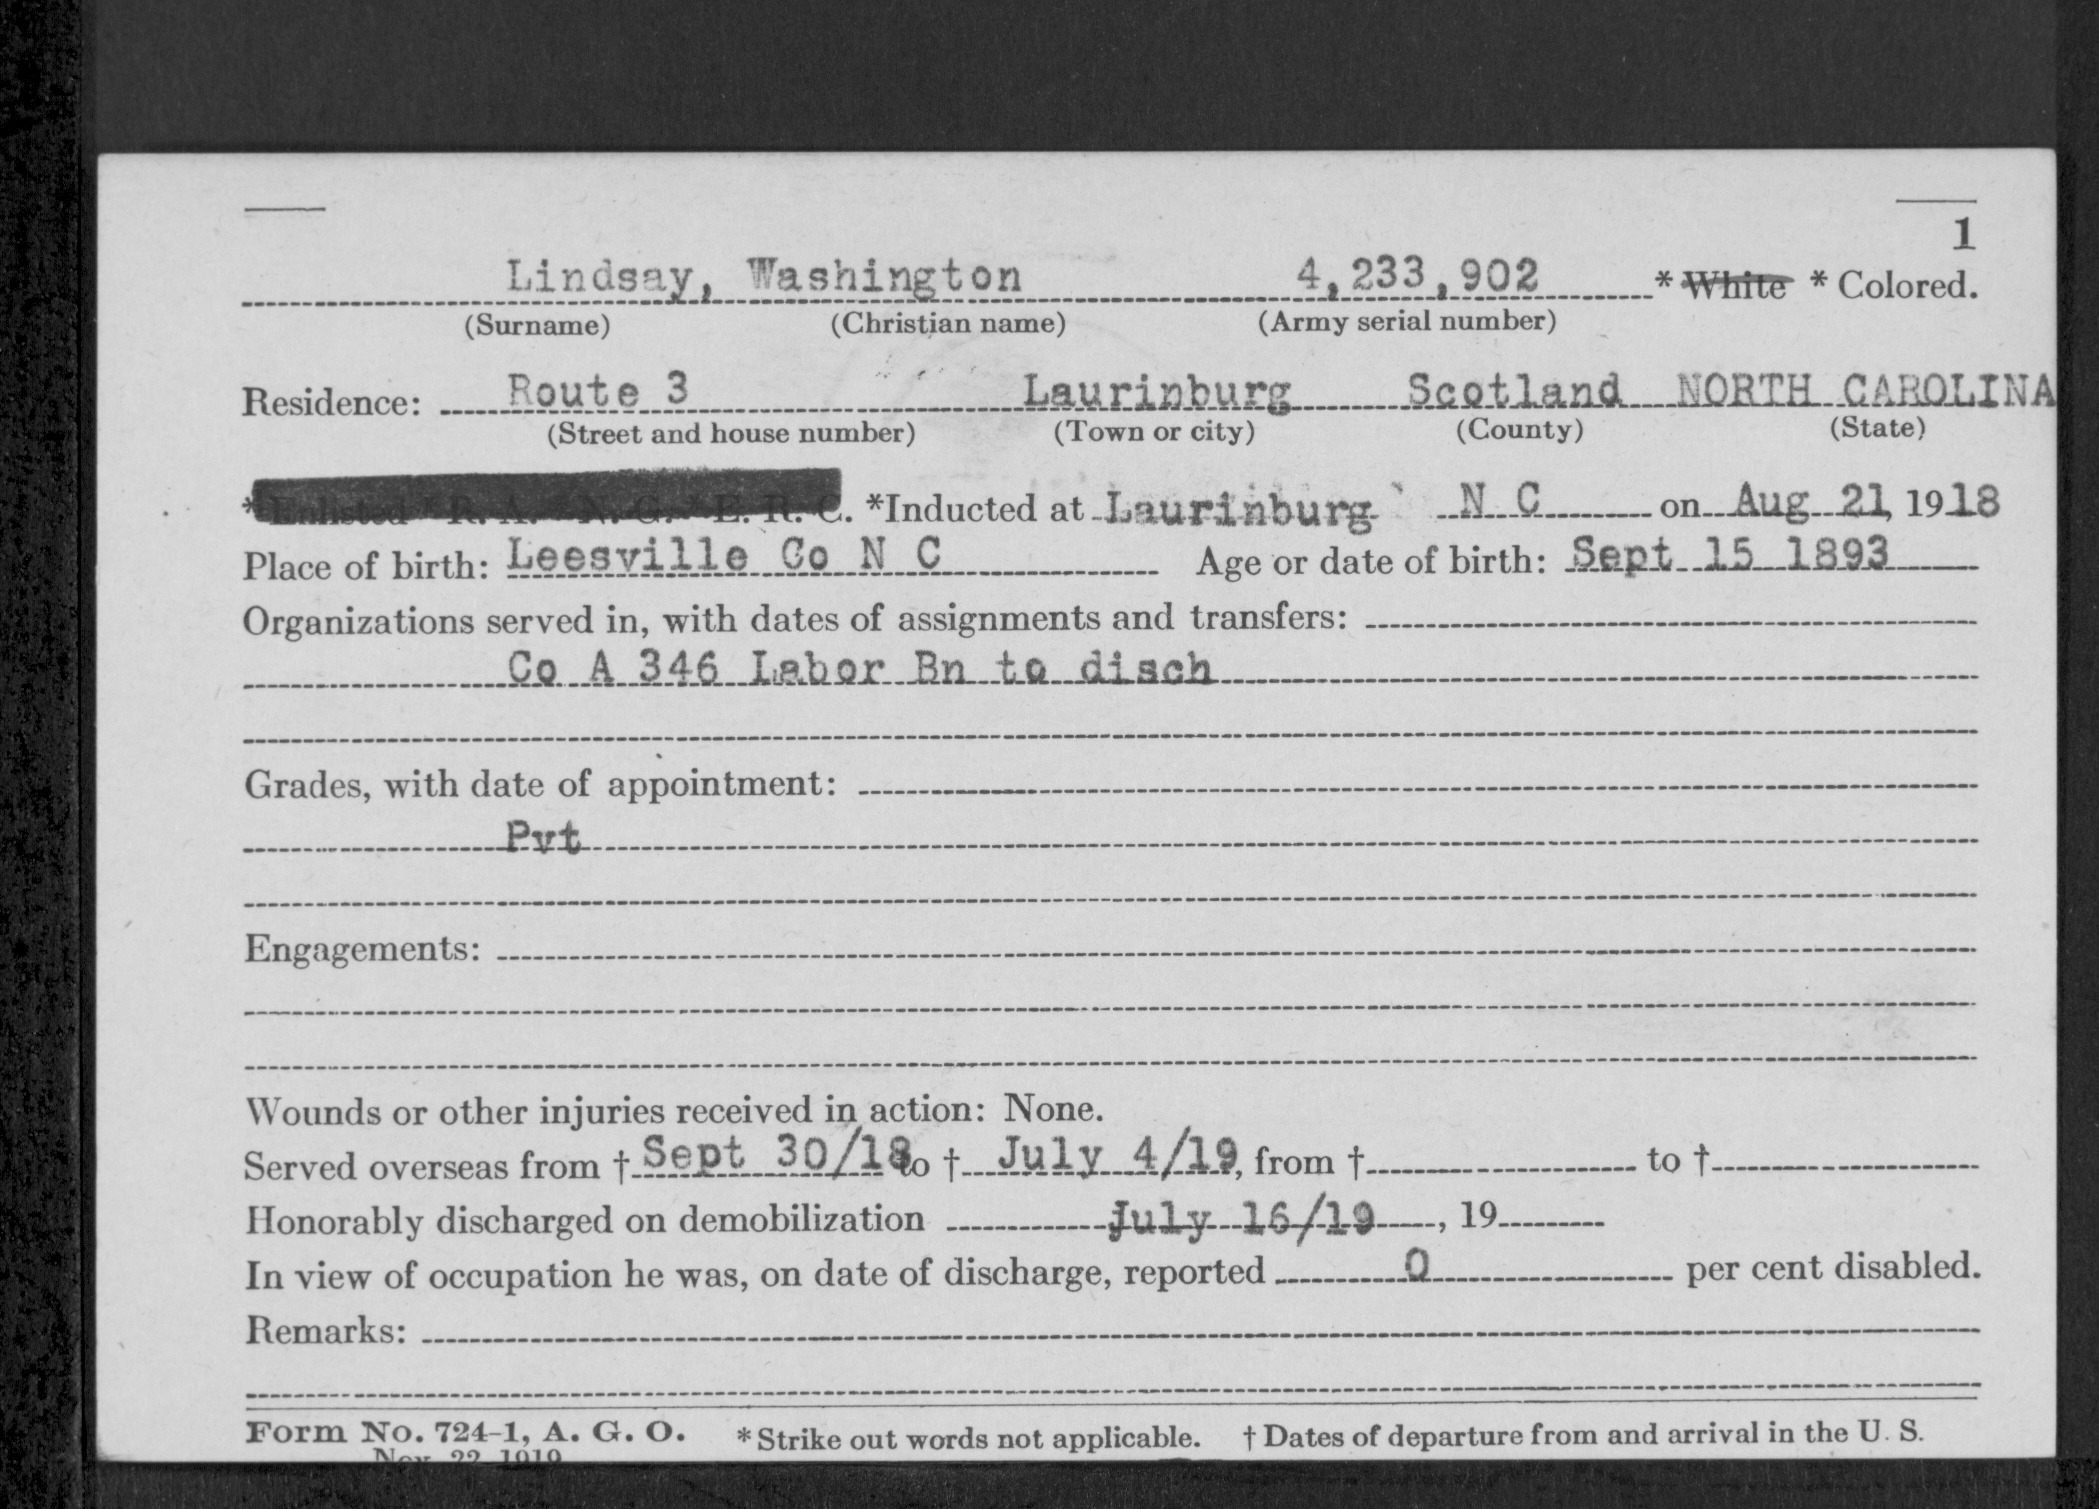 1
Lindsay, Washington 4,233,902 * White * Colored.
(Surname) (Christian name) (Army serial number)
Residence: Route 3 Laurinburg Scotland NORTH CAROLINA
(Street and house number) (Town or city) (County) (State)
* Enlisted * R. A. * N. G. * E. R. C. *Inducted at Laurinburg N C on Aug 21, 1918
Place of birth: Leesville Co N C Age or date of birth: Sept 15 1893
Organizations served in, with dates of assignments and transfers:
Co A 346 Labor Bn to disch
Grades, with date of appointment:
Pvt
Engagements:
Wounds or other injuries received in action: None.
Served overseas from † Sept 30/18 to † July 4/19, from † to †
Honorably discharged on demobilization July 16/19, 19
In view of occupation he was, on date of discharge, reported 0 per cent disabled.
Remarks:
Form No. 724-1, A. G. O. * Strike out words not applicable. † Dates of departure from and arrival in the U. S.
Nov. 22, 1919